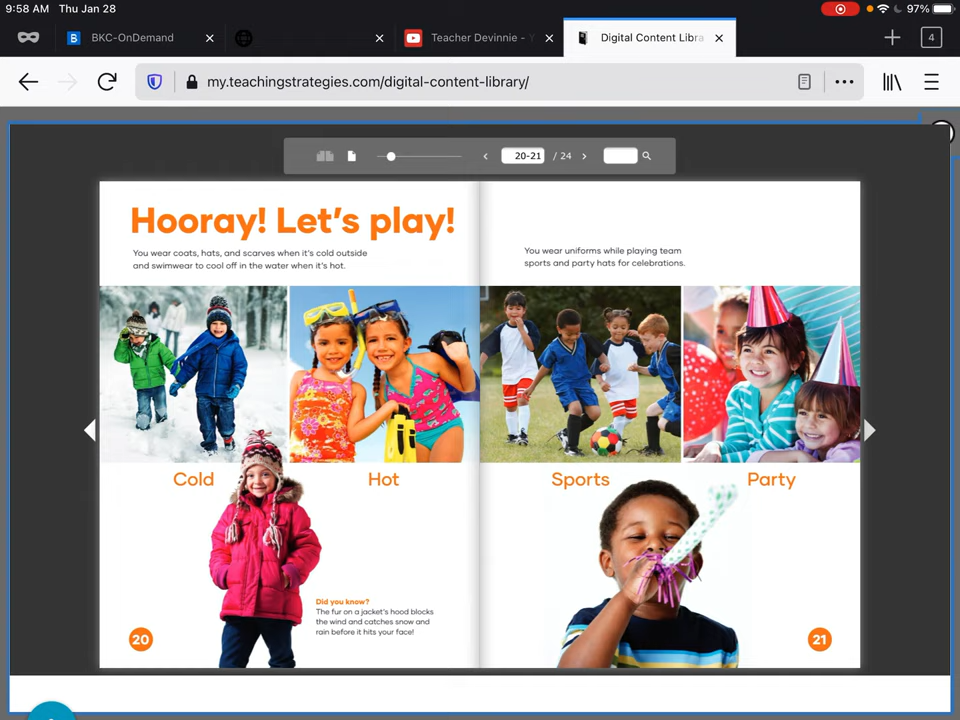 9:58 AM Thu Jan 28
97%
BKC-OnDemand
Teacher Devinnie - Y
Digital Content Libra
4
my.teachingstrategies.com/digital-content-library/
20-21 / 24
Hooray! Let's play!
You wear coats, hats, and scarves when it's cold outside
and swimwear to cool off in the water when it's hot.
You wear uniforms while playing team
sports and party hats for celebrations.
Cold
Hot
Sports
Party
Did you know?
The fur on a jacket's hood blocks
the wind and catches snow and
rain before it hits your face!
20
21